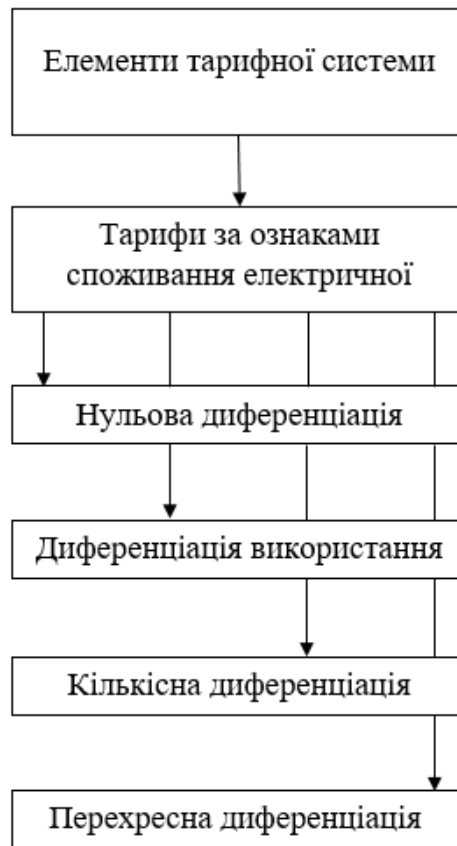 Елементи тарифної системи
Тарифи за ознаками
споживання електричної
Нульова диференціація
Диференціація використання
Кількісна диференціація
Перехресна диференціація